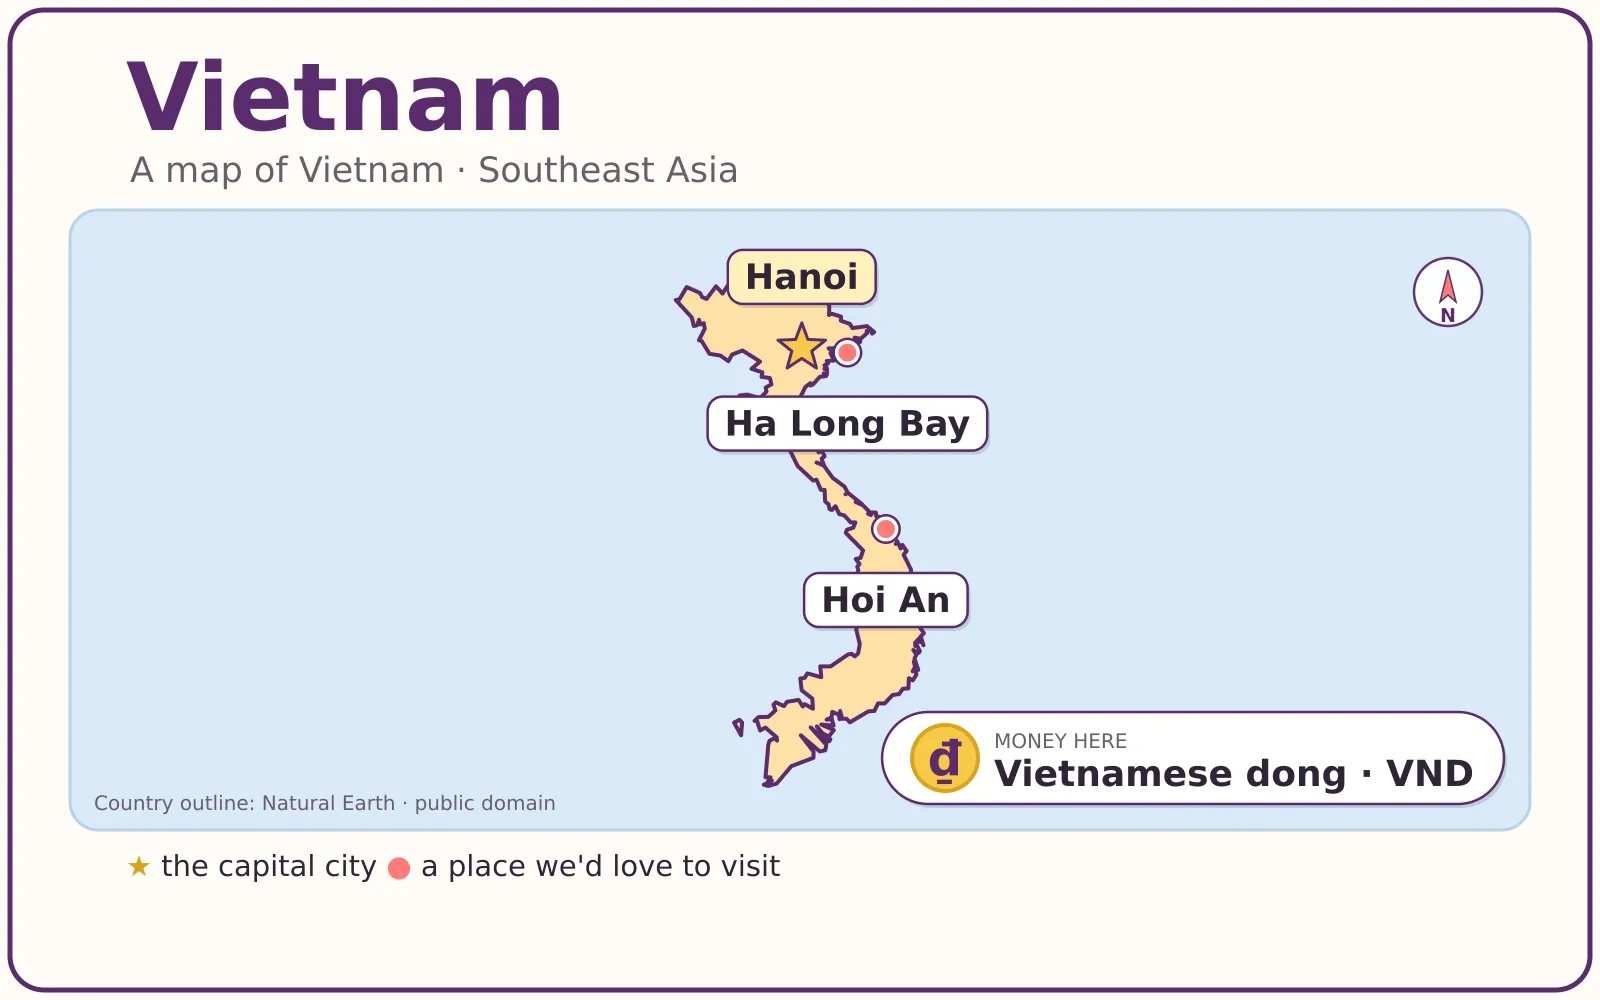 Vietnam
A map of Vietnam · Southeast Asia
Hanoi
N
Ha Long Bay
Hoi An
₫
MONEY HERE
Vietnamese dong · VND
Country outline: Natural Earth · public domain
★ the capital city ● a place we'd love to visit